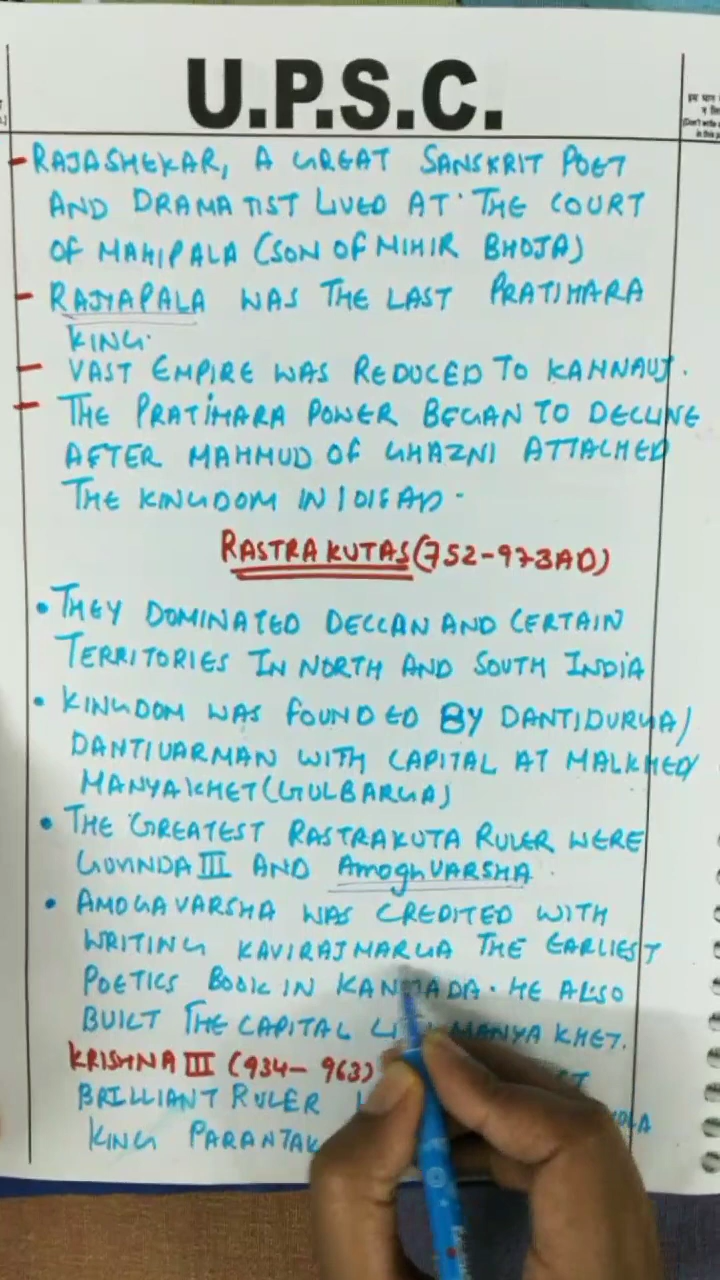 U.P.S.C.
- RAJASHEKAR, A GREAT SANSKRIT POET
AND DRAMATIST LIVED AT THE COURT
OF MAHIPALA (SON OF MIHIR BHOJA)
- RAJYAPALA WAS THE LAST PRATIHARA
KING.
- VAST EMPIRE WAS REDUCED TO KANNAUJ.
- THE PRATIHARA POWER BEGAN TO DECLINE
AFTER MAHMUD OF GHAZNI ATTACHED
THE KINGDOM IN 1018 AD.
RASTRAKUTAS (752-973AD)
• THEY DOMINATED DECCAN AND CERTAIN
TERRITORIES IN NORTH AND SOUTH INDIA
• KINGDOM WAS FOUNDED BY DANTIDURGA/
DANTIVARMAN WITH CAPITAL AT MALKHED/
MANYAKHET (GULBARGA)
• THE GREATEST RASTRAKUTA RULER WERE
GOVINDA III AND AMOGHVARSHA.
• AMOGAVARSHA WAS CREDITED WITH
WRITING KAVIRAJMARGA THE EARLIEST
POETICS BOOK IN KANNADA. HE ALSO
BUILT THE CAPITAL MANYAKHET.
KRISHNA III (934-963)
BRILLIANT RULER
KING